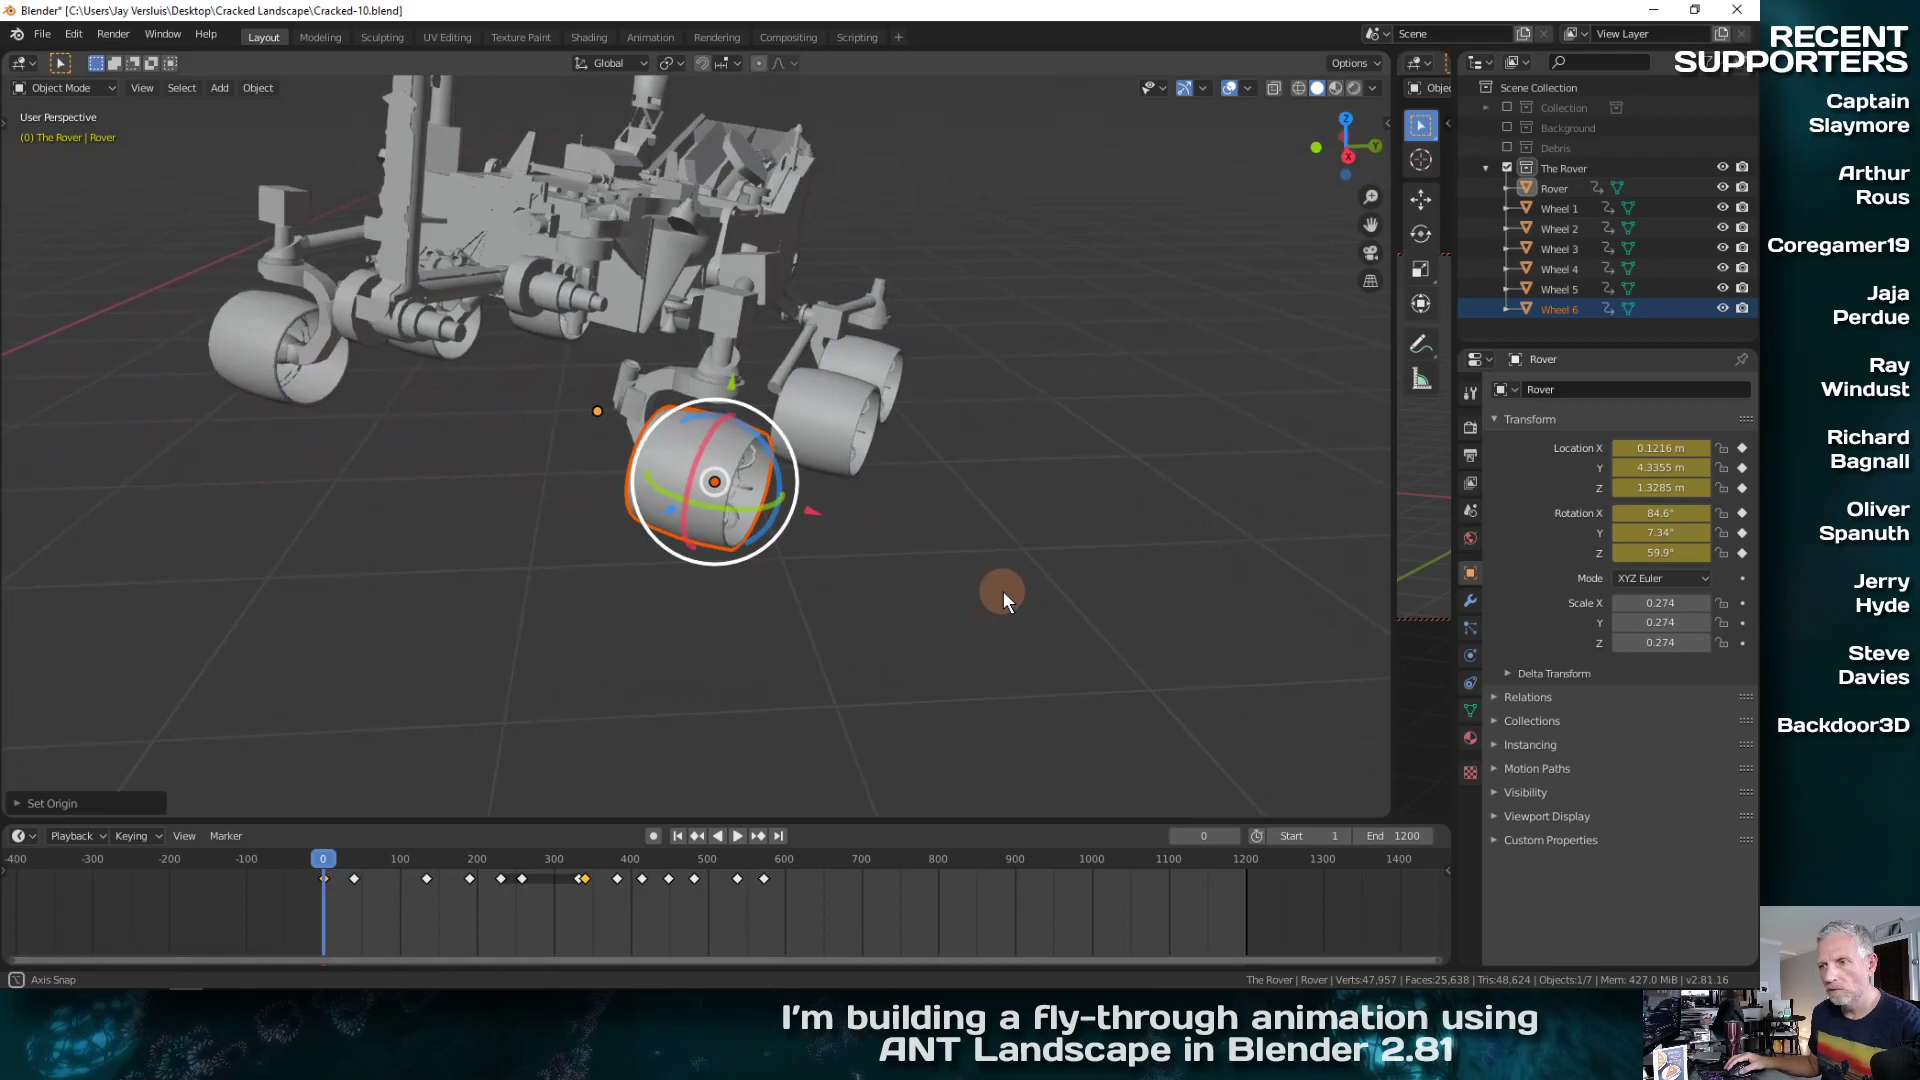 Blender* [C:\Users\Jay Versluis\Desktop\Cracked Landscape\Cracked-10.blend]
File Edit Render Window Help
Layout Modeling Sculpting UV Editing Texture Paint Shading Animation Rendering Compositing Scripting +
Scene
View Layer
Global
Options
Object Mode View Select Add Object
Objec
User Perspective
(0) The Rover | Rover
Z
Y
X
Scene Collection
Collection
Background
Debris
The Rover
Rover
Wheel 1
Wheel 2
Wheel 3
Wheel 4
Wheel 5
Wheel 6
Rover
Rover
Transform
Location X 0.1216 m
Y 4.3355 m
Z 1.3285 m
Rotation X 84.6°
Y 7.34°
Z 59.9°
Mode XYZ Euler
Scale X 0.274
Y 0.274
Z 0.274
Delta Transform
Relations
Collections
Instancing
Motion Paths
Visibility
Viewport Display
Custom Properties
Set Origin
Playback Keying View Marker
0 Start 1 End 1200
-400 -300 -200 -100 0 100 200 300 400 500 600 700 800 900 1000 1100 1200 1300 1400
Axis Snap
The Rover | Rover | Verts:47,957 | Faces:25,638 | Tris:48,624 | Objects:1/7 | Mem: 427.0 MiB | v2.81.16
RECENT
SUPPORTERS
Captain
Slaymore
Arthur
Rous
Coregamer19
Jaja
Perdue
Ray
Windust
Richard
Bagnall
Oliver
Spanuth
Jerry
Hyde
Steve
Davies
Backdoor3D
I'm building a fly-through animation using
ANT Landscape in Blender 2.81